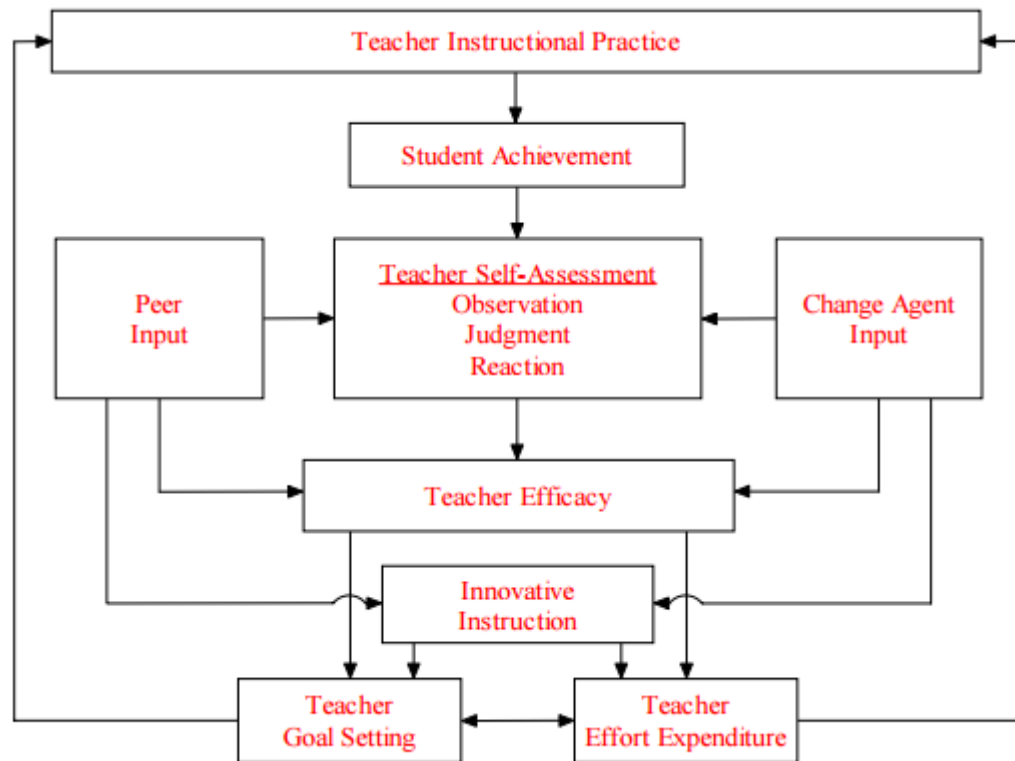 Teacher Instructional Practice
Student Achievement
Peer
Input
Teacher Self-Assessment
Observation
Judgment
Reaction
Change Agent
Input
Teacher Efficacy
Innovative
Instruction
Teacher
Goal Setting
Teacher
Effort Expenditure